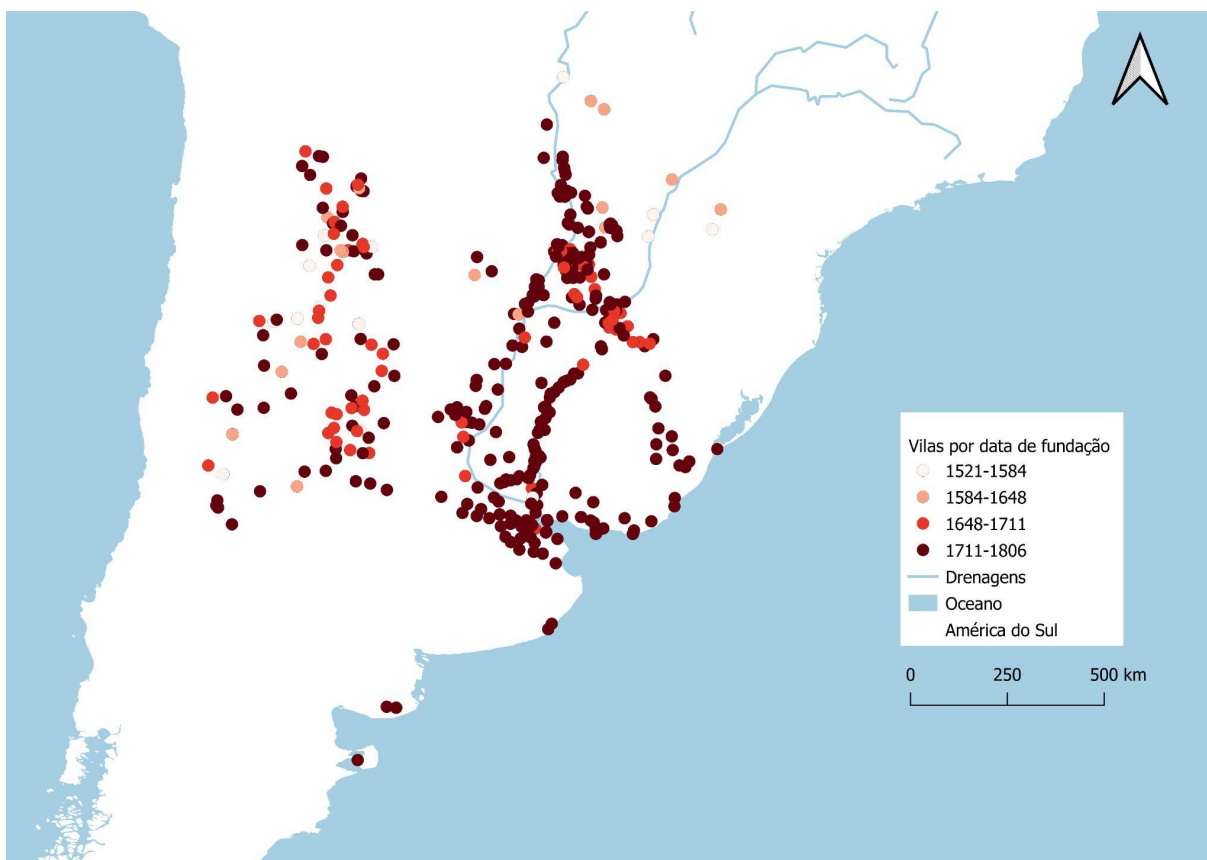 Vilas por data de fundação
1521-1584
1584-1648
1648-1711
1711-1806
Drenagens
Oceano
América do Sul
0 250 500 km